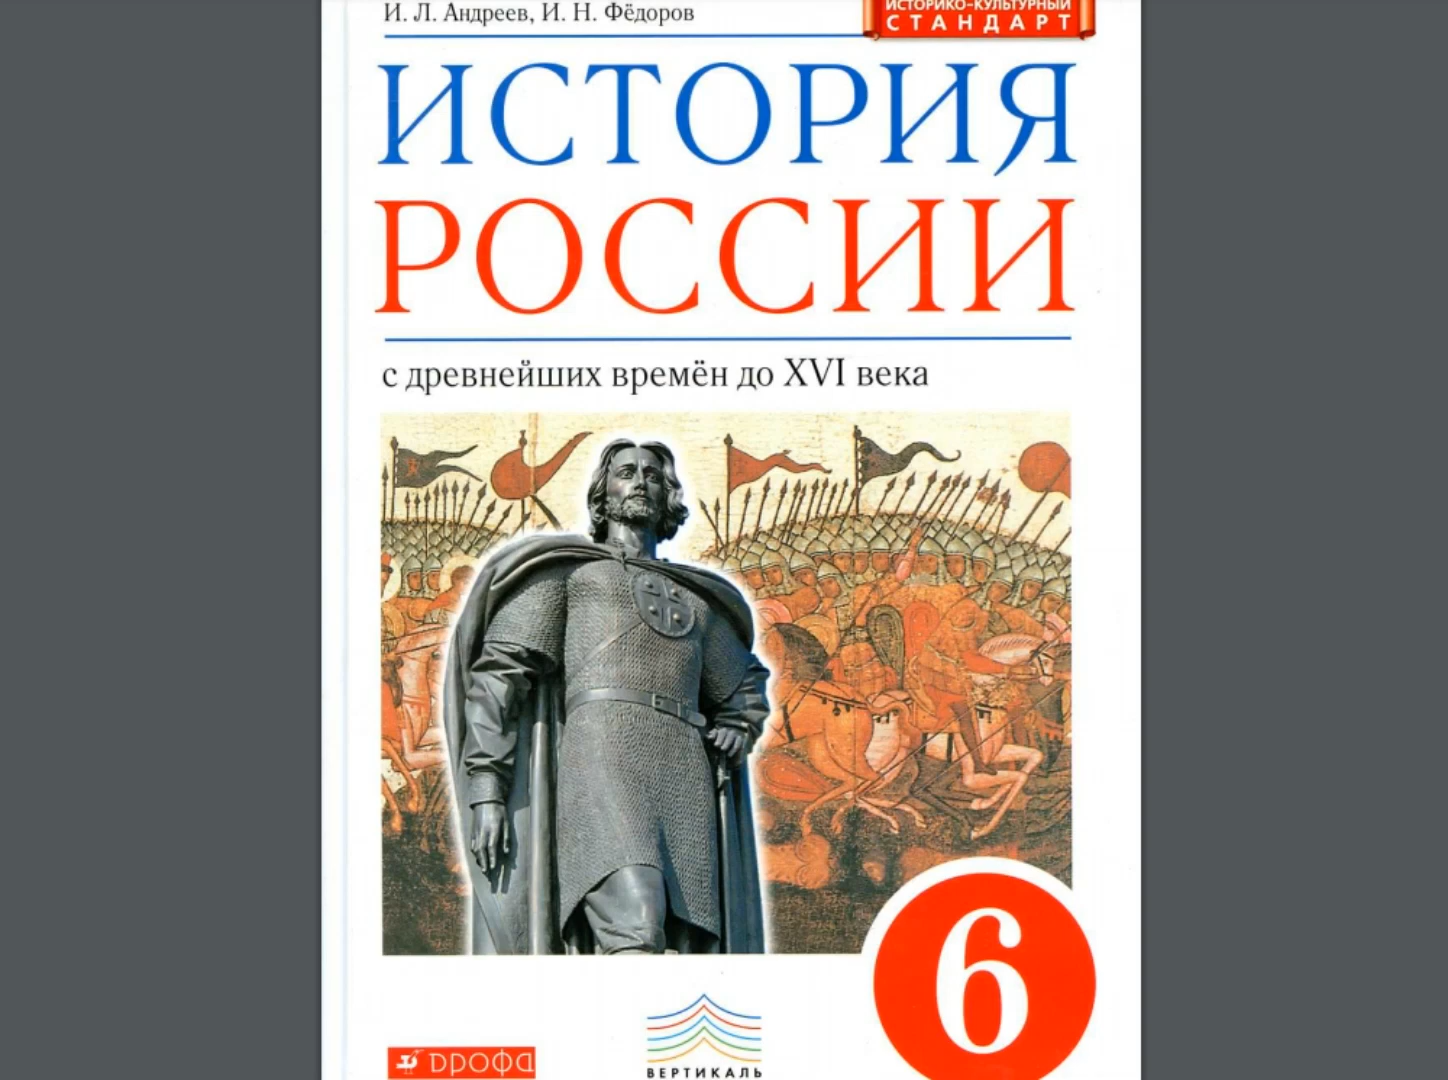 И. Л. Андреев, И. Н. Фёдоров
ИСТОРИКО-КУЛЬТУРНЫЙ
СТАНДАРТ
ИСТОРИЯ
РОССИИ
с древнейших времён до XVI века
6
дрофа
ВЕРТИКАЛЬ